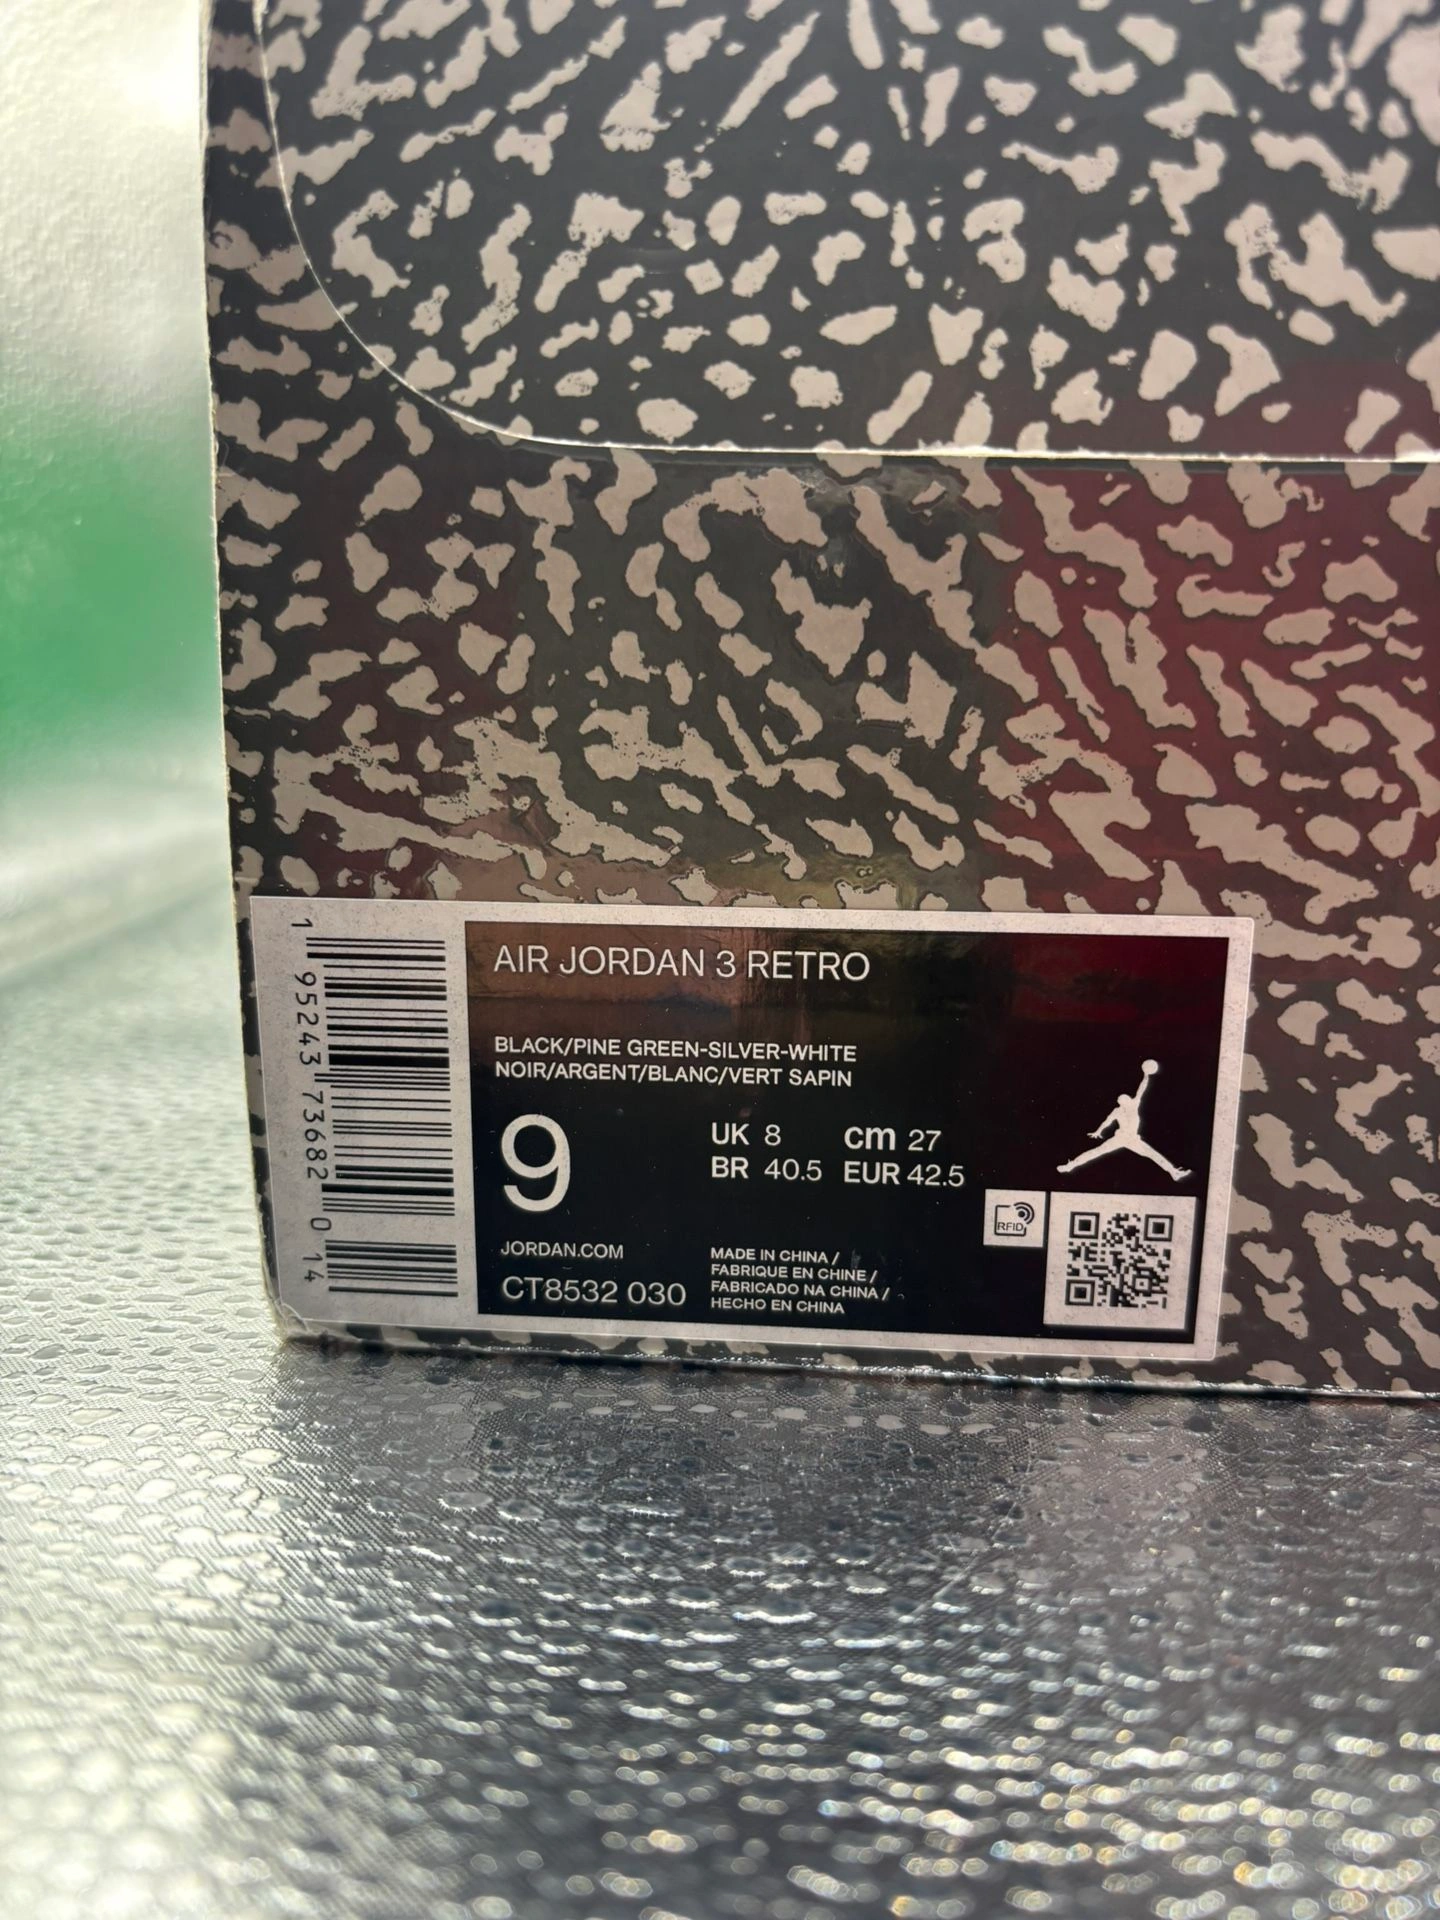 AIR JORDAN 3 RETRO
BLACK/PINE GREEN-SILVER-WHITE
NOIR/ARGENT/BLANC/VERT SAPIN
9
UK 8 cm 27
BR 40.5 EUR 42.5
RFID
JORDAN.COM
CT8532 030
MADE IN CHINA /
FABRIQUE EN CHINE /
FABRICADO NA CHINA /
HECHO EN CHINA
1 95243 73682 0 14